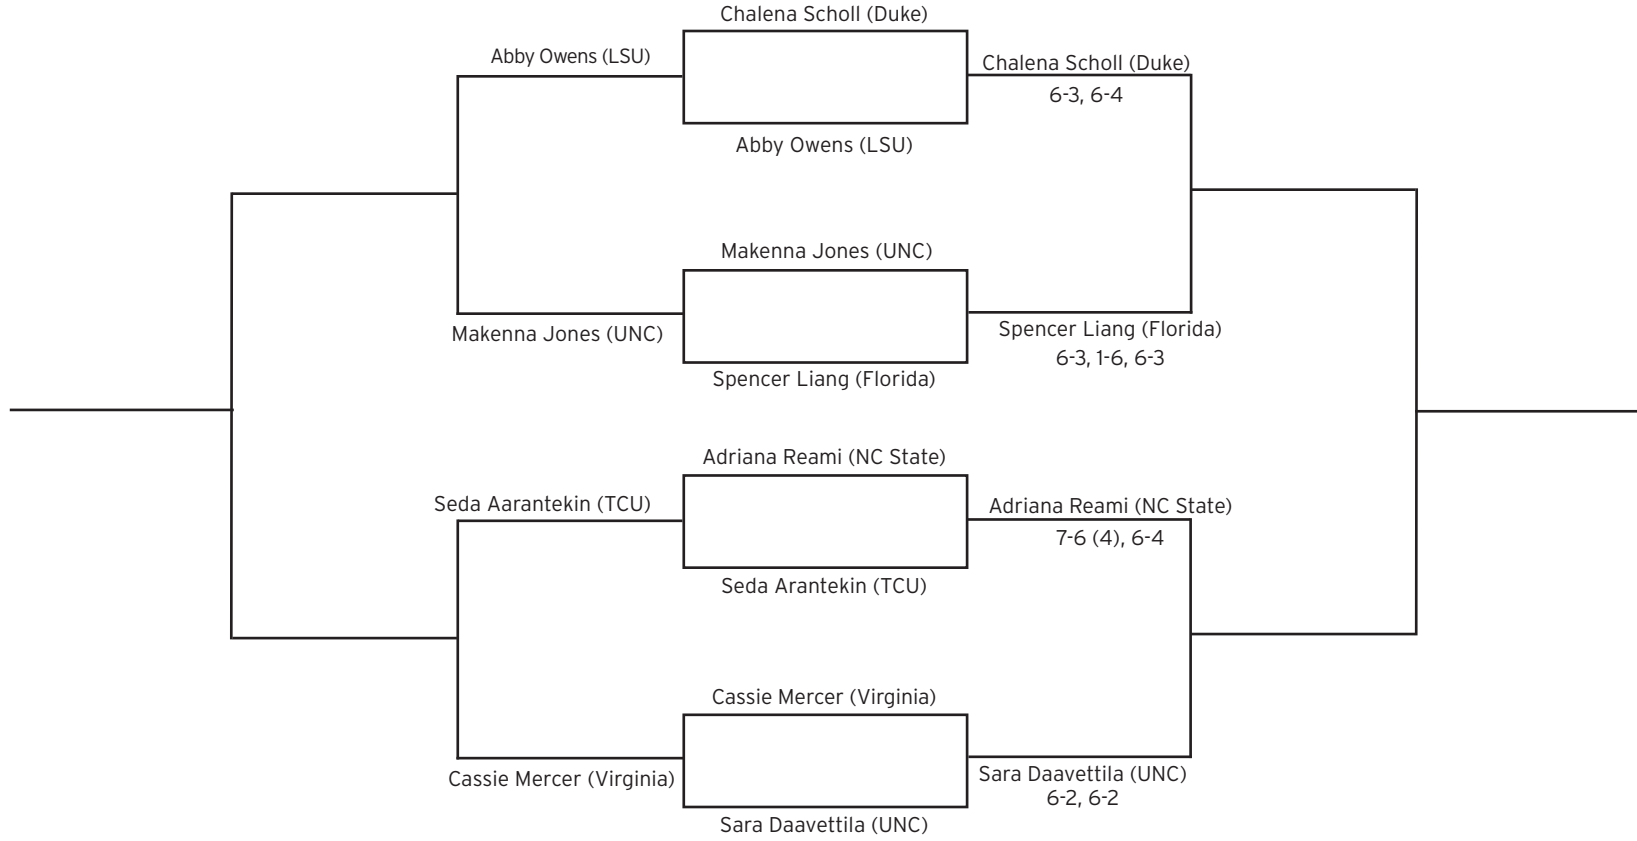 Chalena Scholl (Duke)
Abby Owens (LSU)
Chalena Scholl (Duke)
6-3, 6-4
Abby Owens (LSU)
Makenna Jones (UNC)
Makenna Jones (UNC)
Spencer Liang (Florida)
6-3, 1-6, 6-3
Spencer Liang (Florida)
Adriana Reami (NC State)
Seda Aarantekin (TCU)
Adriana Reami (NC State)
7-6 (4), 6-4
Seda Arantekin (TCU)
Cassie Mercer (Virginia)
Cassie Mercer (Virginia)
Sara Daavettila (UNC)
6-2, 6-2
Sara Daavettila (UNC)